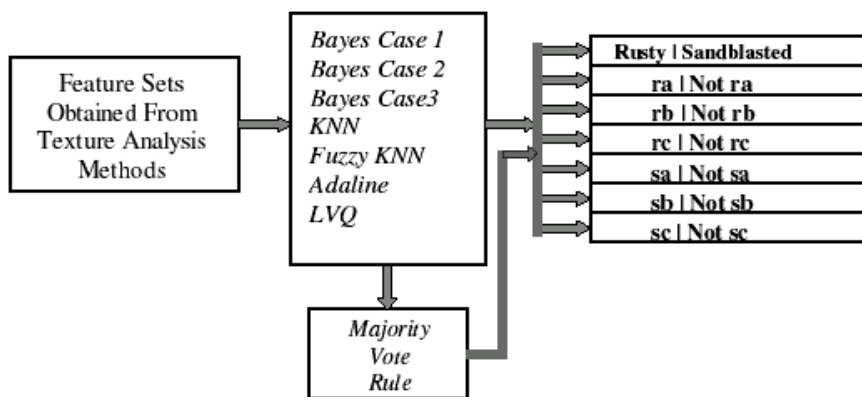 Feature Sets
Obtained From
Texture Analysis
Methods
Bayes Case 1
Bayes Case 2
Bayes Case3
KNN
Fuzzy KNN
Adaline
LVQ
Majority
Vote
Rule
Rusty | Sandblasted
ra | Not ra
rb | Not rb
rc | Not rc
sa | Not sa
sb | Not sb
sc | Not sc